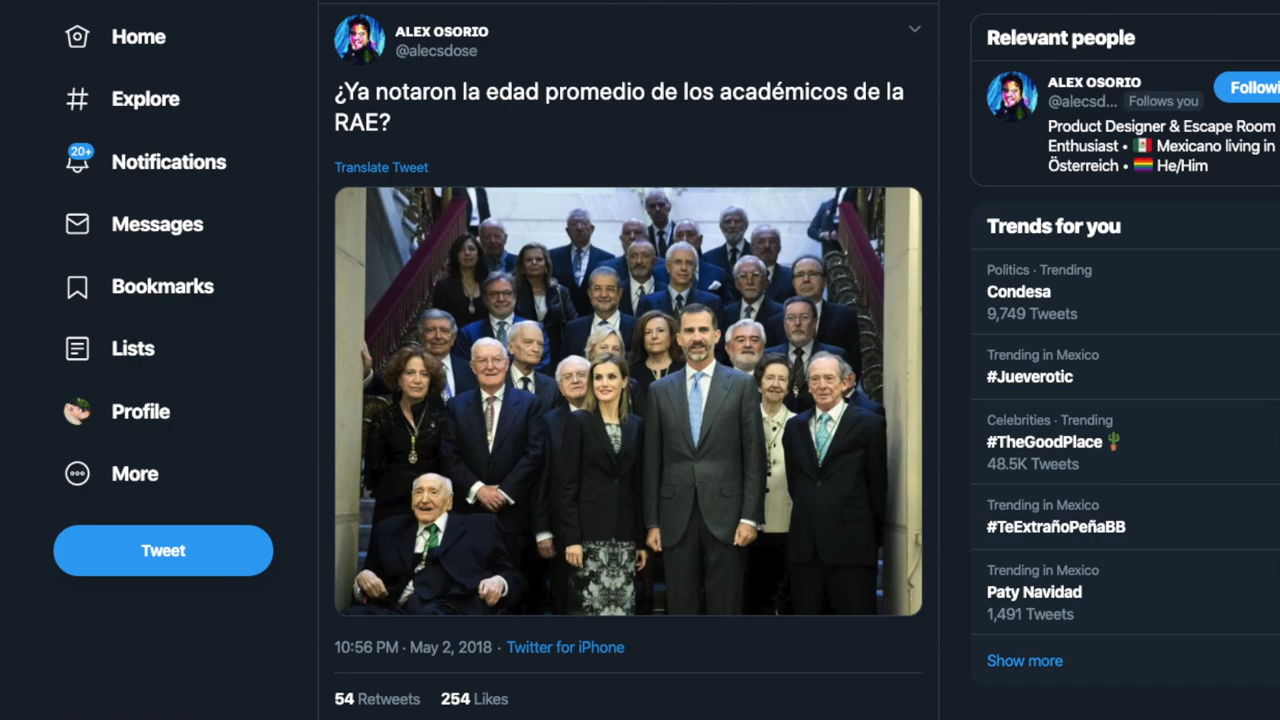 Home
Explore
20+
Notifications
Messages
Bookmarks
Lists
Profile
More
Tweet
ALEX OSORIO
@alecsdose
¿Ya notaron la edad promedio de los académicos de la
RAE?
Translate Tweet
10:56 PM · May 2, 2018 · Twitter for iPhone
54 Retweets 254 Likes
Relevant people
ALEX OSORIO
@alecsd... Follows you
Followi
Product Designer & Escape Room
Enthusiast • 🇲🇽 Mexicano living in
Österreich • 🏳️‍🌈 He/Him
Trends for you
Politics · Trending
Condesa
9,749 Tweets
Trending in Mexico
#Jueverotic
Celebrities · Trending
#TheGoodPlace 🌵
48.5K Tweets
Trending in Mexico
#TeExtrañoPeñaBB
Trending in Mexico
Paty Navidad
1,491 Tweets
Show more